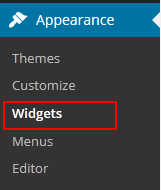 Appearance
Themes
Customize
Widgets
Menus
Editor